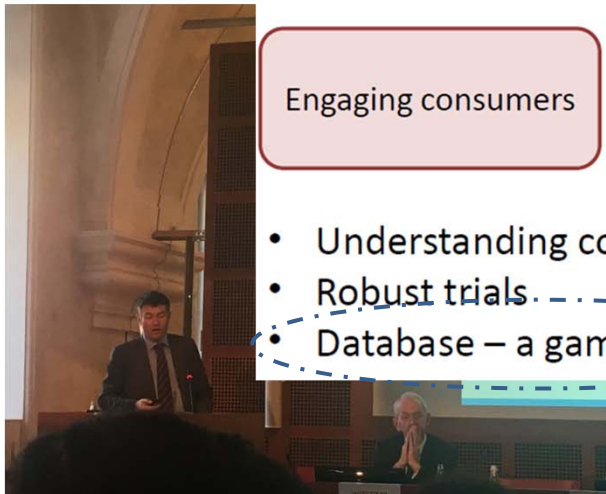 Engaging consumers
• Understanding co
• Robust trials
• Database – a gam